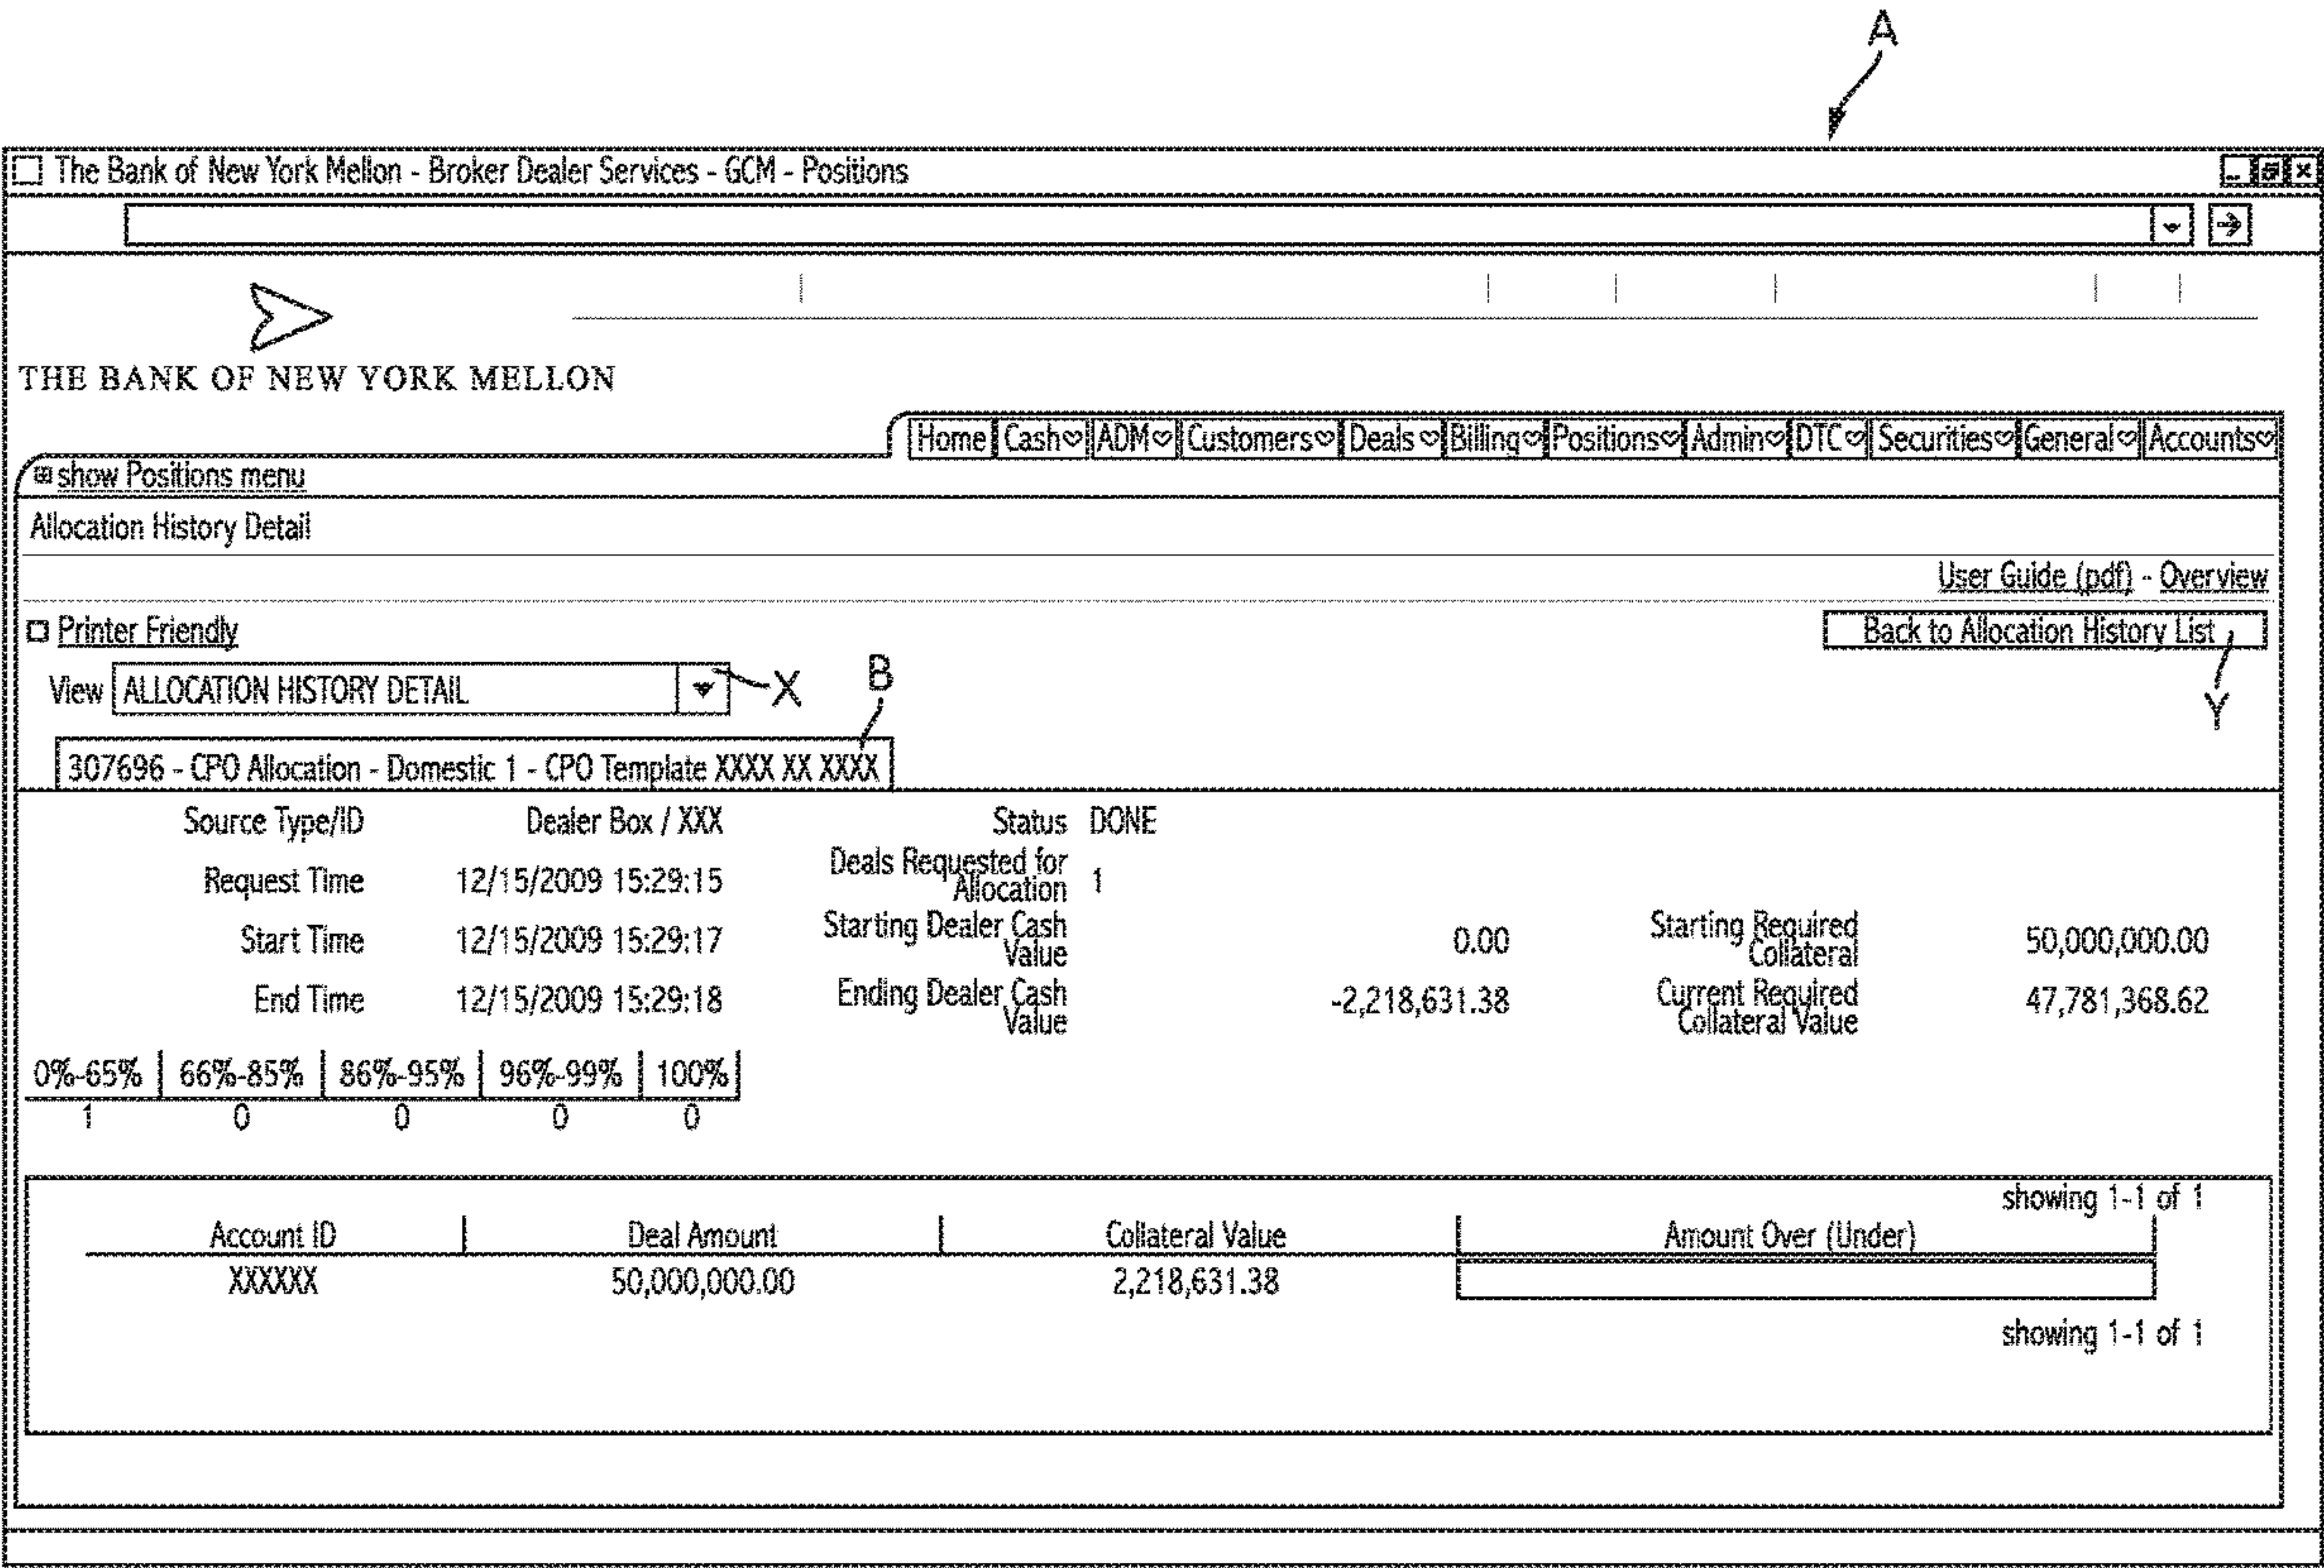 A
The Bank of New York Mellon - Broker Dealer Services - GCM - Positions
THE BANK OF NEW YORK MELLON
Home Cash ADM Customers Deals Billing Positions Admin DTC Securities General Accounts
show Positions menu
Allocation History Detail
User Guide (pdf) - Overview
Printer Friendly
Back to Allocation History List
View ALLOCATION HISTORY DETAIL
X
B
Y
307696 - CPO Allocation - Domestic 1 - CPO Template XXXX XX XXXX
Source Type/ID Dealer Box / XXX Status DONE
Request Time 12/15/2009 15:29:15 Deals Requested for Allocation 1
Start Time 12/15/2009 15:29:17 Starting Dealer Cash Value 0.00 Starting Required Collateral 50,000,000.00
End Time 12/15/2009 15:29:18 Ending Dealer Cash Value -2,218,631.38 Current Required Collateral Value 47,781,368.62
0%-65% 66%-85% 86%-95% 96%-99% 100%
1 0 0 0 0
showing 1-1 of 1
Account ID Deal Amount Collateral Value Amount Over (Under)
XXXXXX 50,000,000.00 2,218,631.38
showing 1-1 of 1